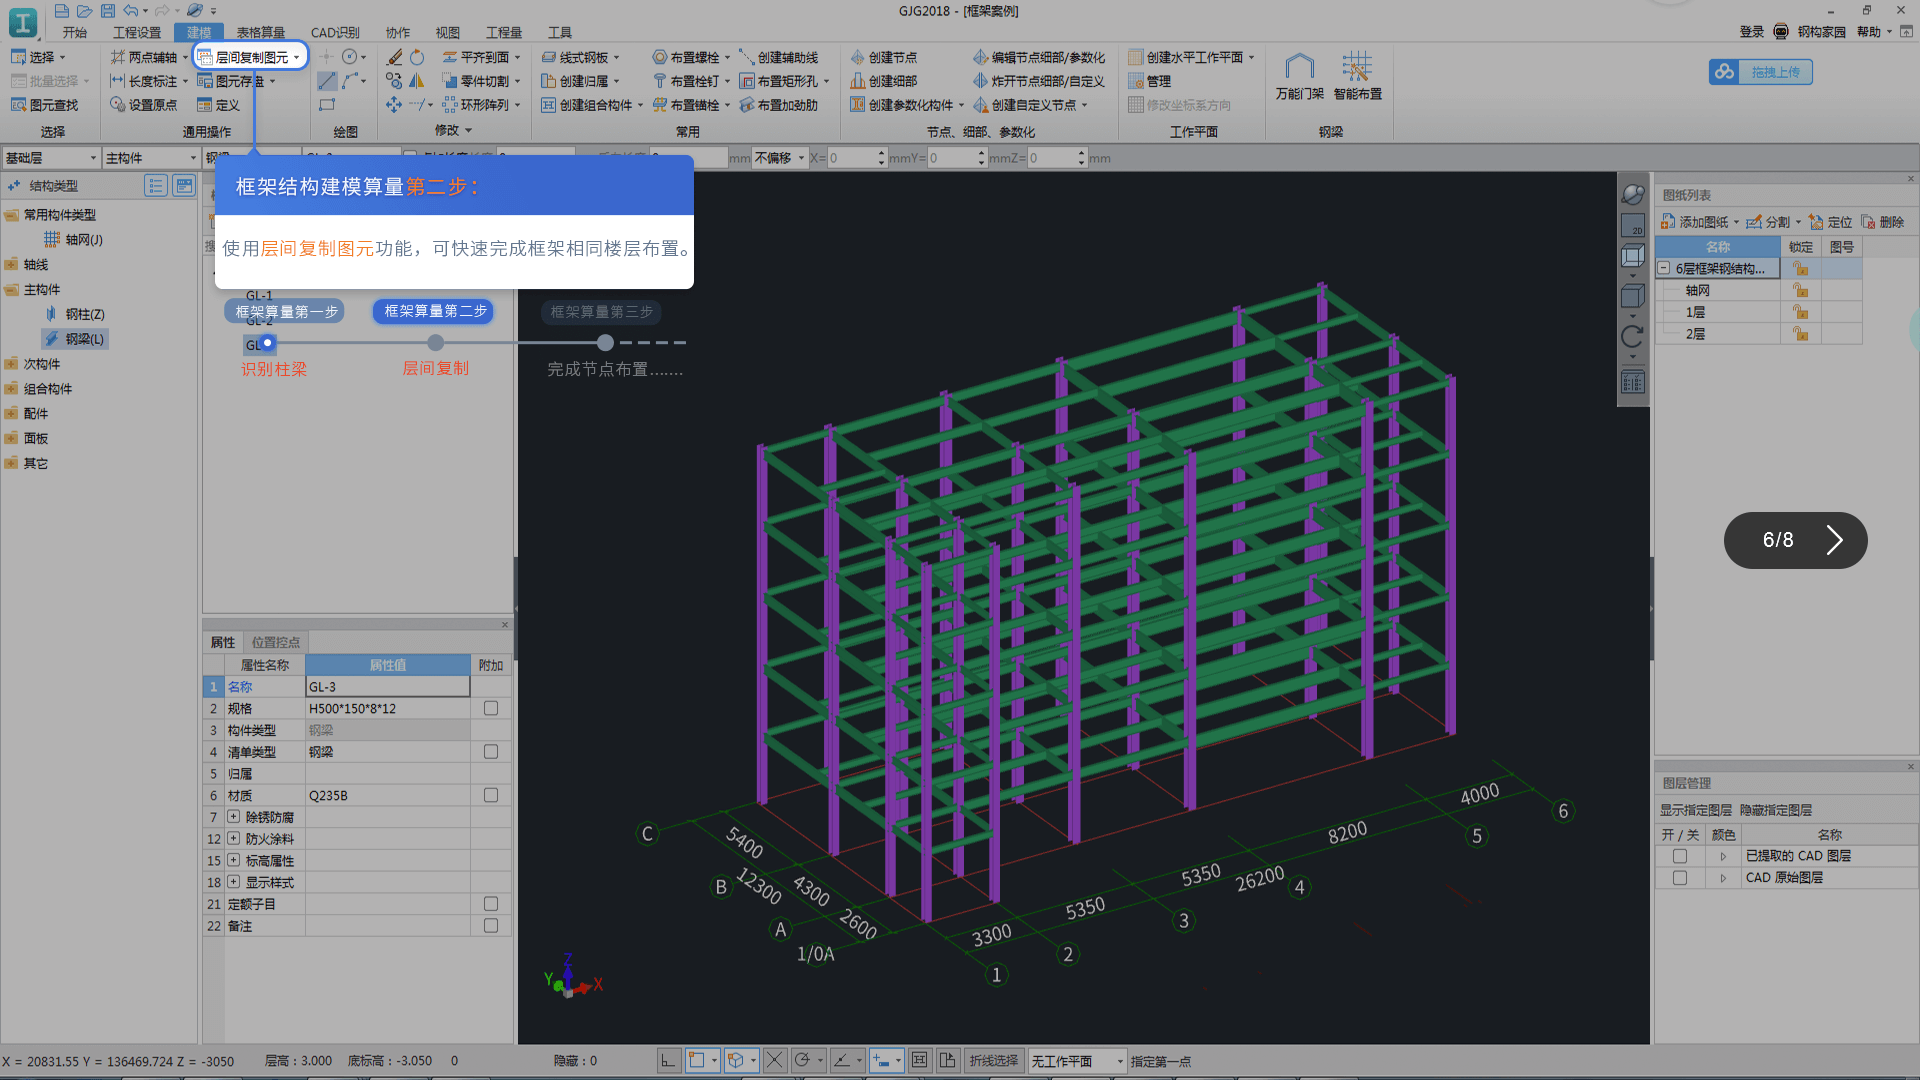 GJG2018 - [框架案例]
开始 工程设置 建模 表格算量 CAD识别 协作 视图 工程量 工具
登录 钢构家园 帮助
选择 两点辅轴 层间复制图元 平齐到面 线式钢板 布置螺栓 创建辅助线 创建节点 编辑节点细部/参数化 创建水平工作平面
批量选择 长度标注 图元存盘 零件切割 创建归属 布置栓钉 布置矩形孔 创建细部 炸开节点细部/自定义 管理
拖拽上传
图元查找 设置原点 定义 环形阵列 创建组合构件 布置锚栓 布置加劲肋 创建参数化构件 创建自定义节点 修改坐标系方向
万能门架 智能布置
选择 通用操作 绘图 修改 常用 节点、细部、参数化 工作平面 钢梁
基础层 主构件 钢梁 mm 不偏移 X= 0 mmY= 0 mmZ= 0 mm
结构类型
常用构件类型
轴网(J)
轴线
主构件
钢柱(Z)
钢梁(L)
次构件
组合构件
配件
面板
其它
框架结构建模算量第二步：
使用层间复制图元功能，可快速完成框架相同楼层布置。
GL-1
框架算量第一步 框架算量第二步 框架算量第三步
GL-2
GL
识别柱梁 层间复制 完成节点布置......
属性 位置控点
属性名称 属性值 附加
1 名称 GL-3
2 规格 H500*150*8*12
3 构件类型 钢梁
4 清单类型 钢梁
5 归属
6 材质 Q235B
7 除锈防腐
12 防火涂料
15 标高属性
18 显示样式
21 定额子目
22 备注
C 5400
B 12300 4300
A 2600
1/0A
3300 5350 5350 26200 8200 4000
1 2 3 4 5 6
Z
Y X
图纸列表
添加图纸 分割 定位 删除
名称 锁定 图号
6层框架钢结构...
轴网
1层
2层
6/8
图层管理
显示指定图层 隐藏指定图层
开 / 关 颜色 名称
已提取的 CAD 图层
CAD 原始图层
X = 20831.55 Y = 136469.724 Z = -3050 层高：3.000 底标高：-3.050 0 隐藏：0 折线选择 无工作平面 指定第一点